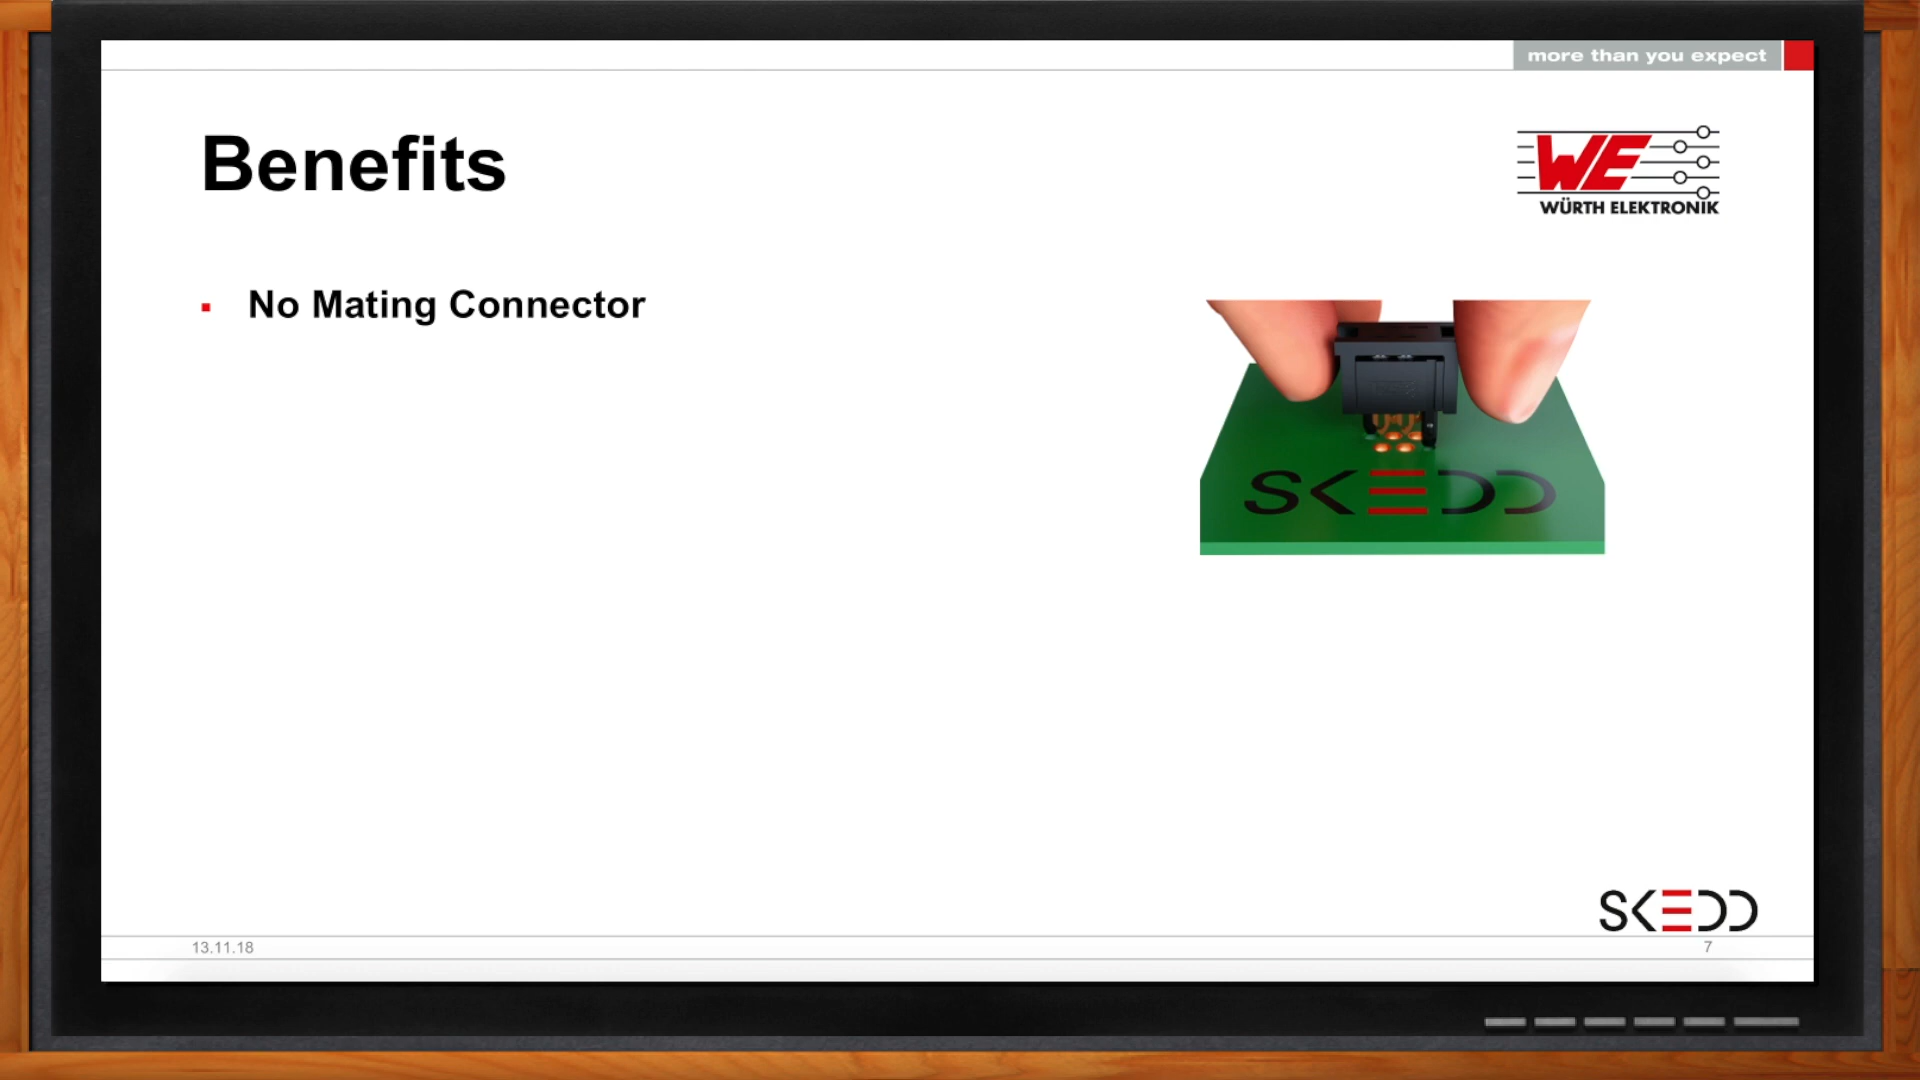 more than you expect
Benefits
WE
WÜRTH ELEKTRONIK
▪ No Mating Connector
SKEDD
SKEDD
13.11.18
7